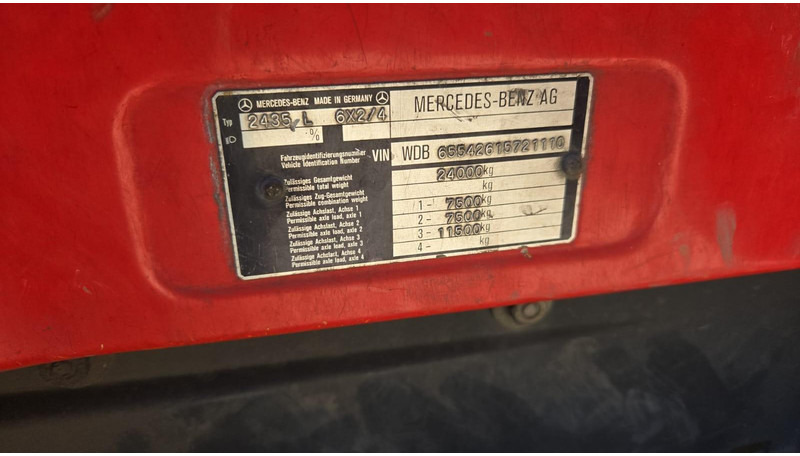 MERCEDES-BENZ MADE IN GERMANY
MERCEDES-BENZ AG
Typ 2435 L 6X2/4
%
Fahrzeugidentifizierungsnummer
Vehicle Identification Number
VIN WDB 65542615721110
Zulässiges Gesamtgewicht
Permissible total weight
24000 kg
Zulässiges Zug-Gesamtgewicht
Permissible combination weight
kg
Zulässige Achslast, Achse 1
Permissible axle load, axle 1
1- 7500 kg
Zulässige Achslast, Achse 2
Permissible axle load, axle 2
2- 7500 kg
Zulässige Achslast, Achse 3
Permissible axle load, axle 3
3- 11500 kg
Zulässige Achslast, Achse 4
Permissible axle load, axle 4
4- kg